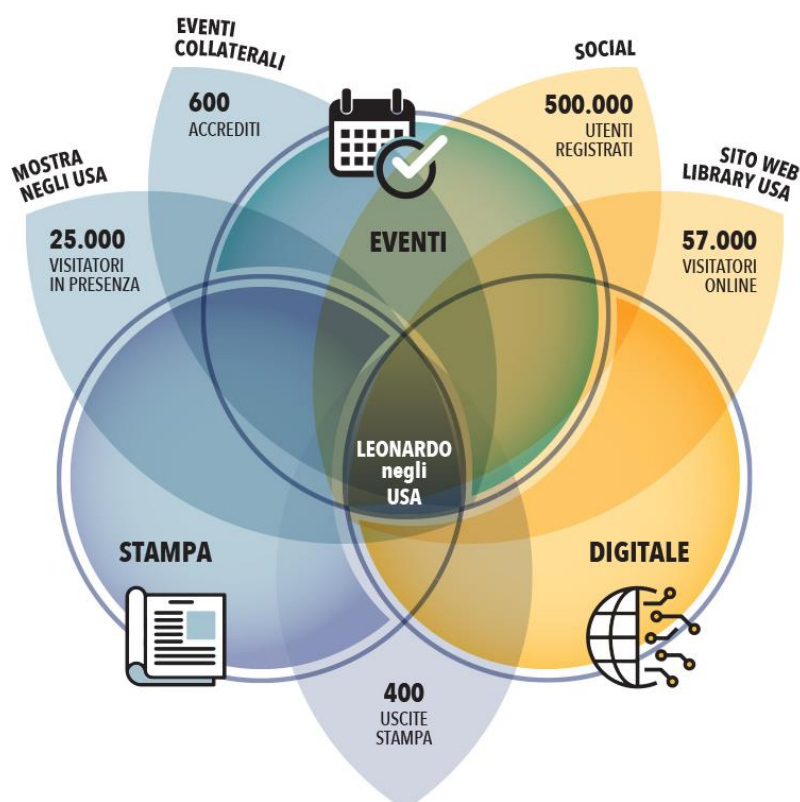 EVENTI
COLLATERALI
600
ACCREDITI
SOCIAL
500.000
UTENTI
REGISTRATI
MOSTRA
NEGLI USA
25.000
VISITATORI
IN PRESENZA
SITO WEB
LIBRARY USA
57.000
VISITATORI
ONLINE
EVENTI
LEONARDO
negli
USA
STAMPA
DIGITALE
400
USCITE
STAMPA